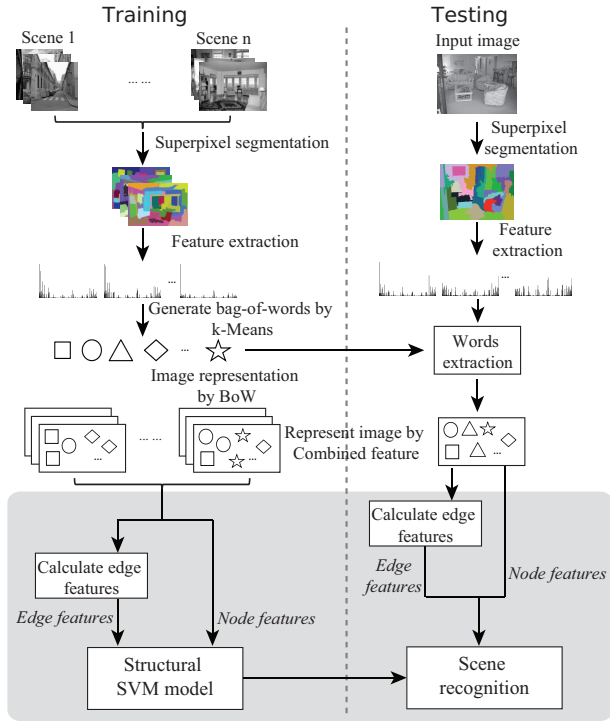 Training
Testing
Scene 1
Scene n
... ...
Input image
Superpixel segmentation
Superpixel
segmentation
Feature extraction
Feature
extraction
...
...
Generate bag-of-words by
k-Means
...
Words
extraction
Image representation
by BoW
... ...
Represent image by
Combined feature
...
...
...
Calculate edge
features
Calculate edge
features
Edge
features
Node features
Edge features
Node features
Structural
SVM model
Scene
recognition